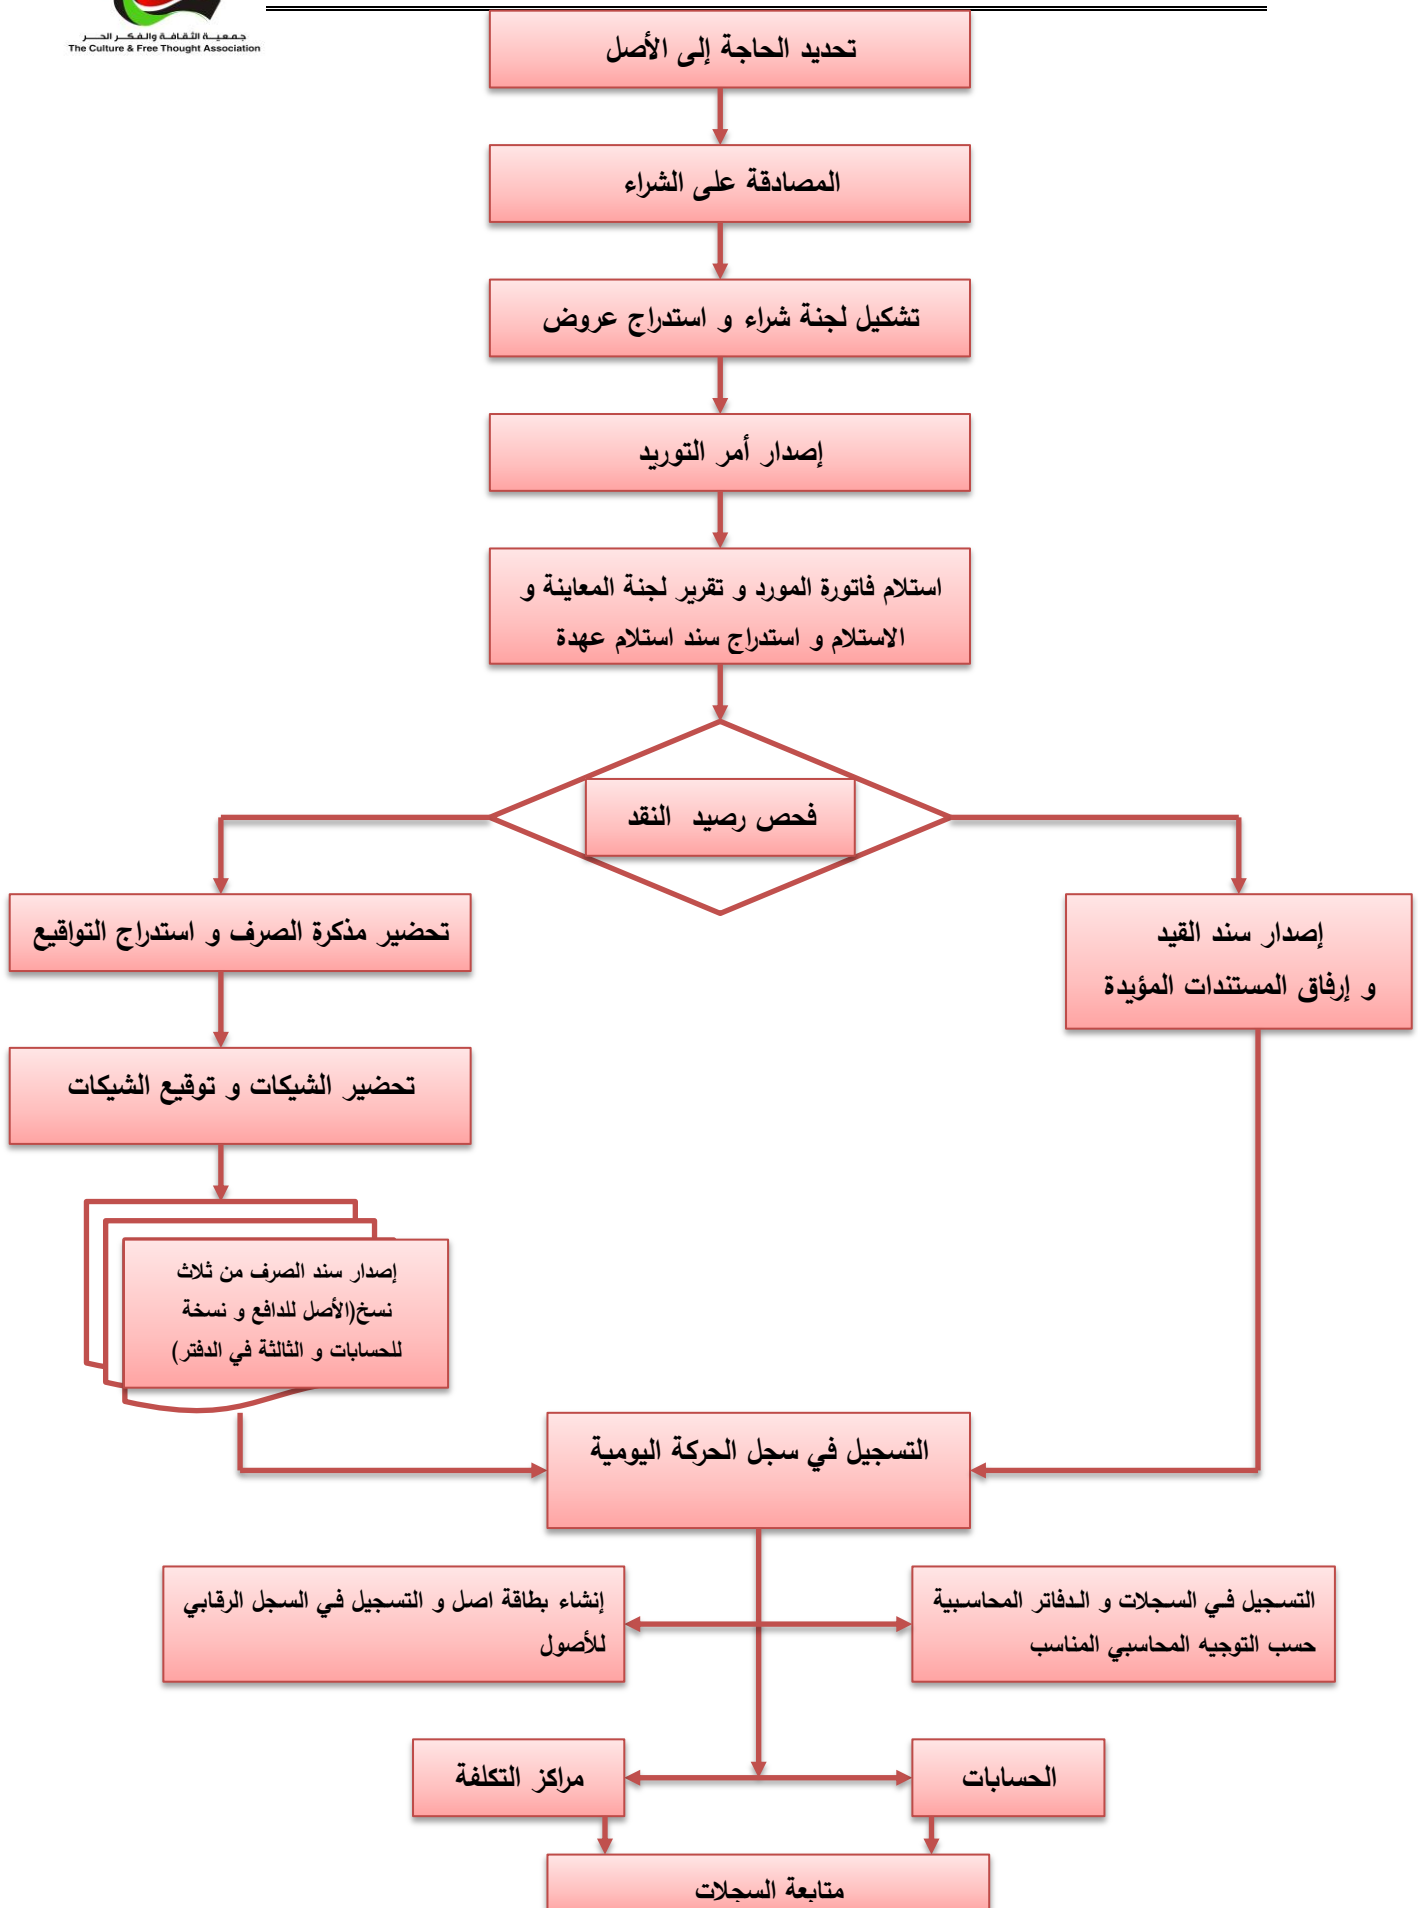 جمعيــة الثقـافــة والـفـكــر الحــــر
The Culture & Free Thought Association
تحديد الحاجة إلى الأصل
المصادقة على الشراء
تشكيل لجنة شراء و استدراج عروض
إصدار أمر التوريد
استلام فاتورة المورد و تقرير لجنة المعاينة و
الاستلام و استدراج سند استلام عهدة
فحص رصيد النقد
إصدار سند القيد
و إرفاق المستندات المؤيدة
تحضير مذكرة الصرف و استدراج التواقيع
تحضير الشيكات و توقيع الشيكات
إصدار سند الصرف من ثلاث
نسخ(الأصل للدافع و نسخة
للحسابات و الثالثة في الدفتر)
التسجيل في سجل الحركة اليومية
التسجيل في السجلات و الدفاتر المحاسبية
حسب التوجيه المحاسبي المناسب
إنشاء بطاقة اصل و التسجيل في السجل الرقابي
للأصول
الحسابات
مراكز التكلفة
متابعة السجلات